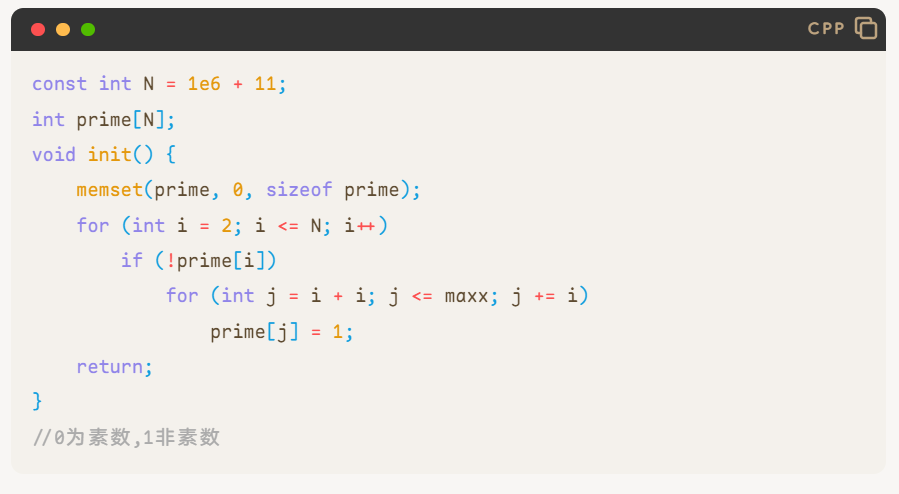 CPP
const int N = 1e6 + 11;
int prime[N];
void init() {
    memset(prime, 0, sizeof prime);
    for (int i = 2; i <= N; i++)
        if (!prime[i])
            for (int j = i + i; j <= maxx; j += i)
                prime[j] = 1;
    return;
}
//0为素数,1非素数